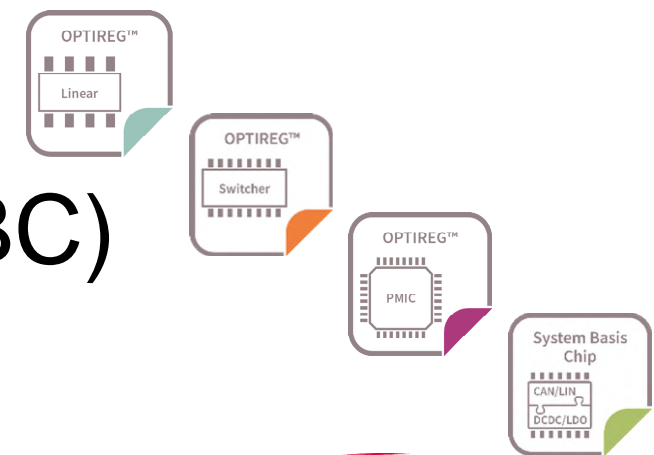 OPTIREG™
Linear
OPTIREG™
Switcher
BC)
OPTIREG™
PMIC
System Basis
Chip
CAN/LIN
DCDC/LDO